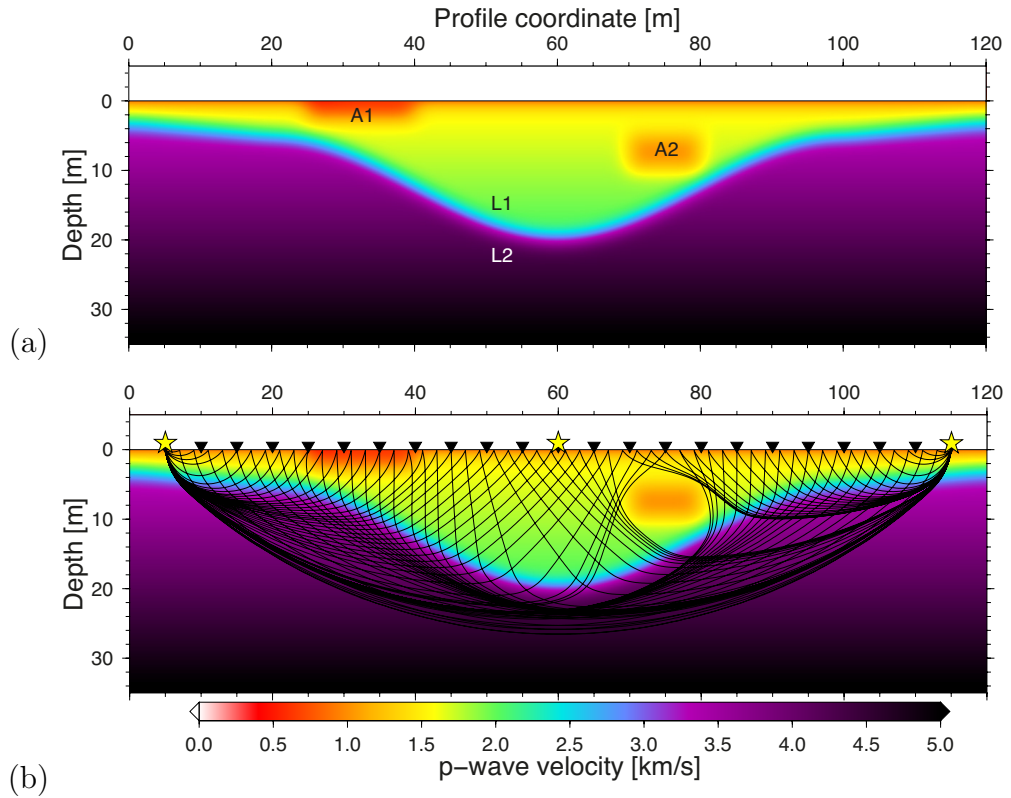 Profile coordinate [m]
0 20 40 60 80 100 120
0
10
20
30
Depth [m]
A1
A2
L1
L2
(a)
0 20 40 60 80 100 120
0
10
20
30
Depth [m]
0.0 0.5 1.0 1.5 2.0 2.5 3.0 3.5 4.0 4.5 5.0
p-wave velocity [km/s]
(b)